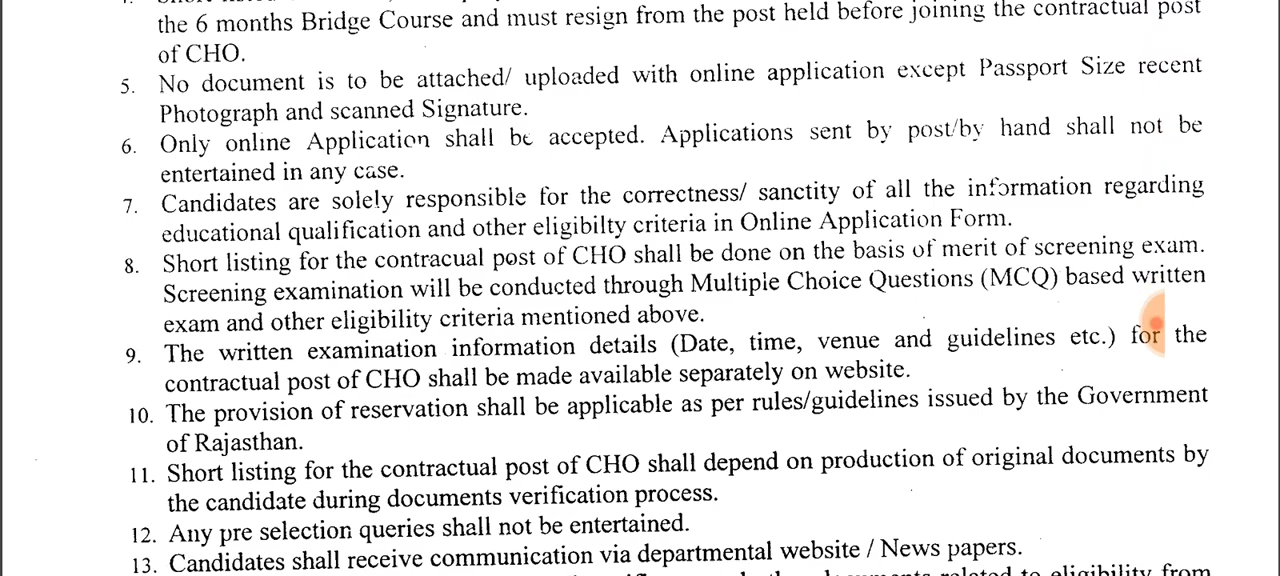 the 6 months Bridge Course and must resign from the post held before joining the contractual post
of CHO.
5. No document is to be attached/ uploaded with online application except Passport Size recent
Photograph and scanned Signature.
6. Only online Application shall be accepted. Applications sent by post/by hand shall not be
entertained in any case.
7. Candidates are solely responsible for the correctness/ sanctity of all the information regarding
educational qualification and other eligibilty criteria in Online Application Form.
8. Short listing for the contracual post of CHO shall be done on the basis of merit of screening exam.
Screening examination will be conducted through Multiple Choice Questions (MCQ) based written
exam and other eligibility criteria mentioned above.
9. The written examination information details (Date, time, venue and guidelines etc.) for the
contractual post of CHO shall be made available separately on website.
10. The provision of reservation shall be applicable as per rules/guidelines issued by the Government
of Rajasthan.
11. Short listing for the contractual post of CHO shall depend on production of original documents by
the candidate during documents verification process.
12. Any pre selection queries shall not be entertained.
13. Candidates shall receive communication via departmental website / News papers.
related to eligibility from